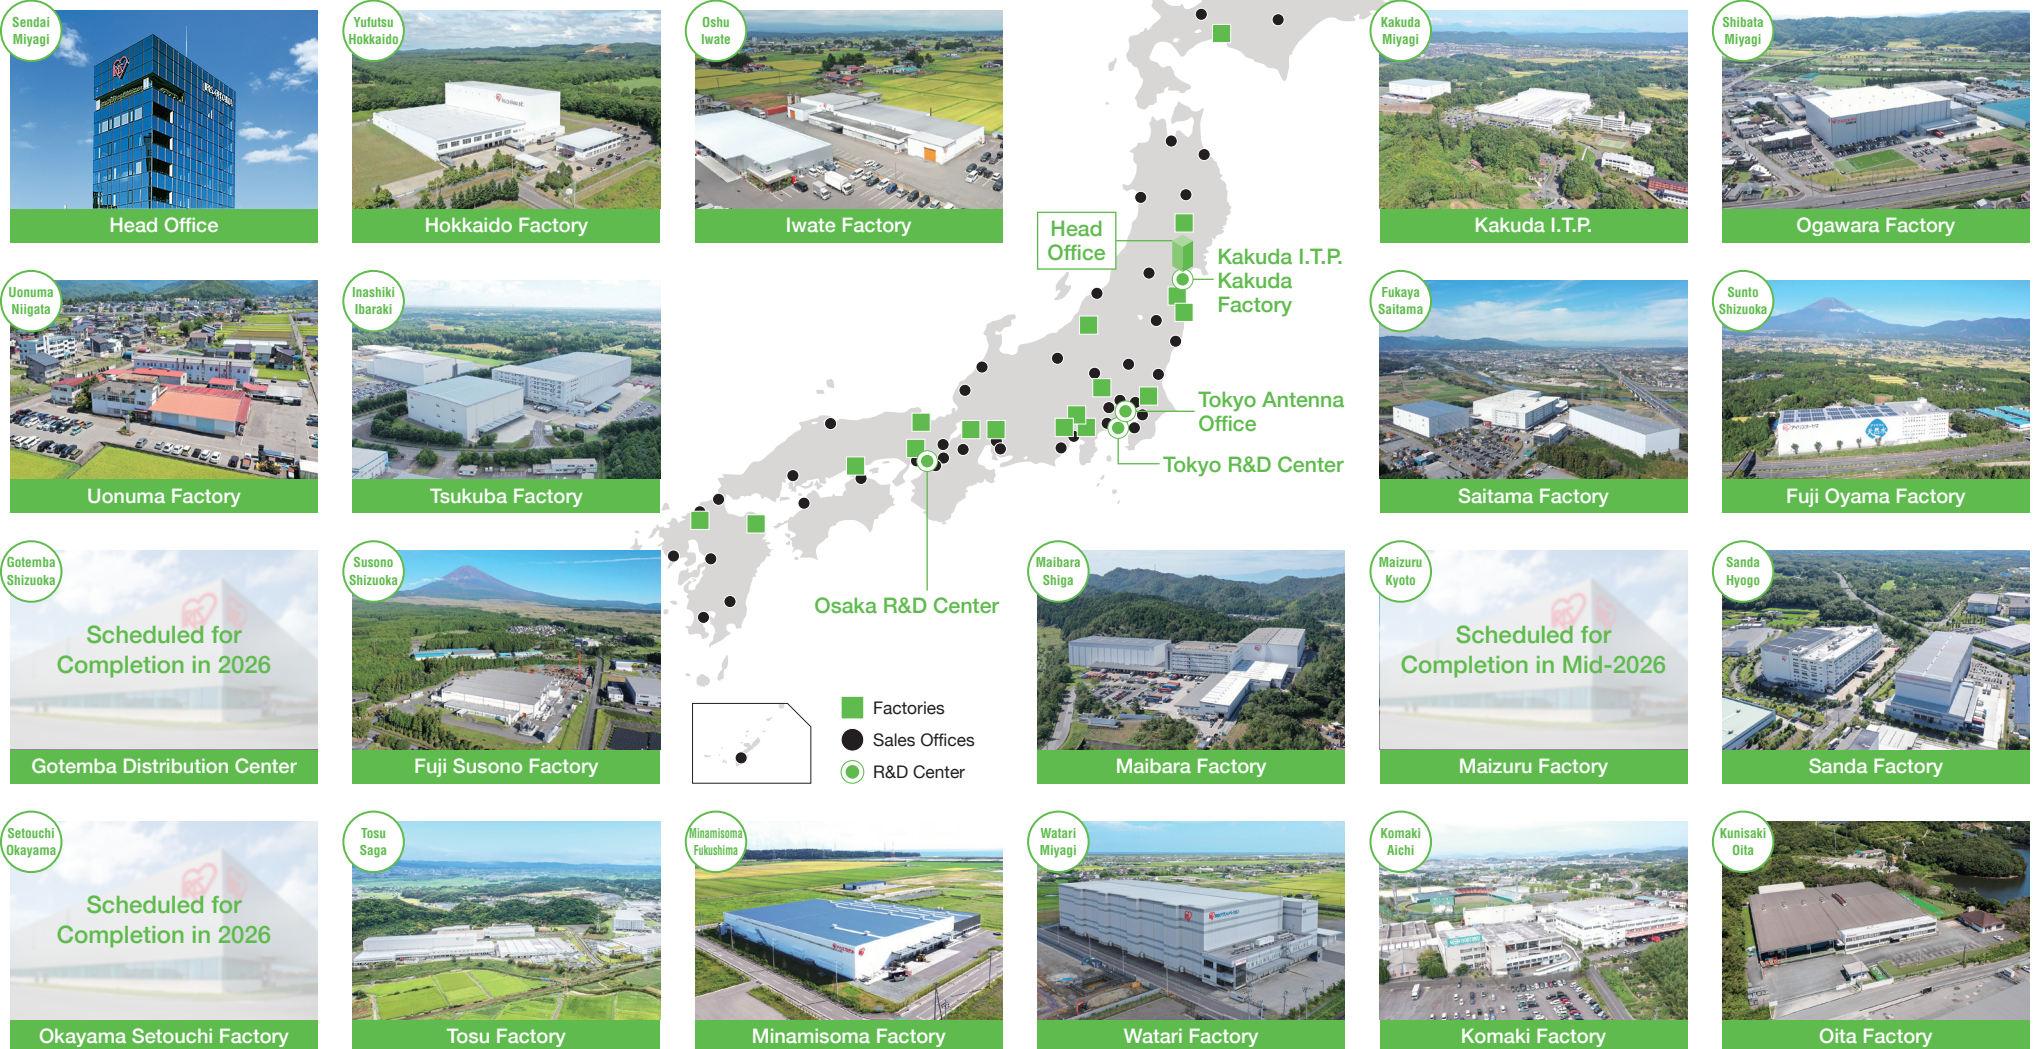 Sendai
Miyagi
Head Office
Yufutsu
Hokkaido
Hokkaido Factory
Oshu
Iwate
Iwate Factory
Kakuda
Miyagi
Kakuda I.T.P.
Shibata
Miyagi
Ogawara Factory
Head
Office
Kakuda I.T.P.
Kakuda
Factory
Tokyo Antenna
Office
Tokyo R&D Center
Osaka R&D Center
Factories
Sales Offices
R&D Center
Uonuma
Niigata
Uonuma Factory
Inashiki
Ibaraki
Tsukuba Factory
Fukaya
Saitama
Saitama Factory
Sunto
Shizuoka
Fuji Oyama Factory
Gotemba
Shizuoka
Scheduled for
Completion in 2026
Gotemba Distribution Center
Susono
Shizuoka
Fuji Susono Factory
Maibara
Shiga
Maibara Factory
Maizuru
Kyoto
Scheduled for
Completion in Mid-2026
Maizuru Factory
Sanda
Hyogo
Sanda Factory
Setouchi
Okayama
Scheduled for
Completion in 2026
Okayama Setouchi Factory
Tosu
Saga
Tosu Factory
Minamisoma
Fukushima
Minamisoma Factory
Watari
Miyagi
Watari Factory
Komaki
Aichi
Komaki Factory
Kunisaki
Oita
Oita Factory